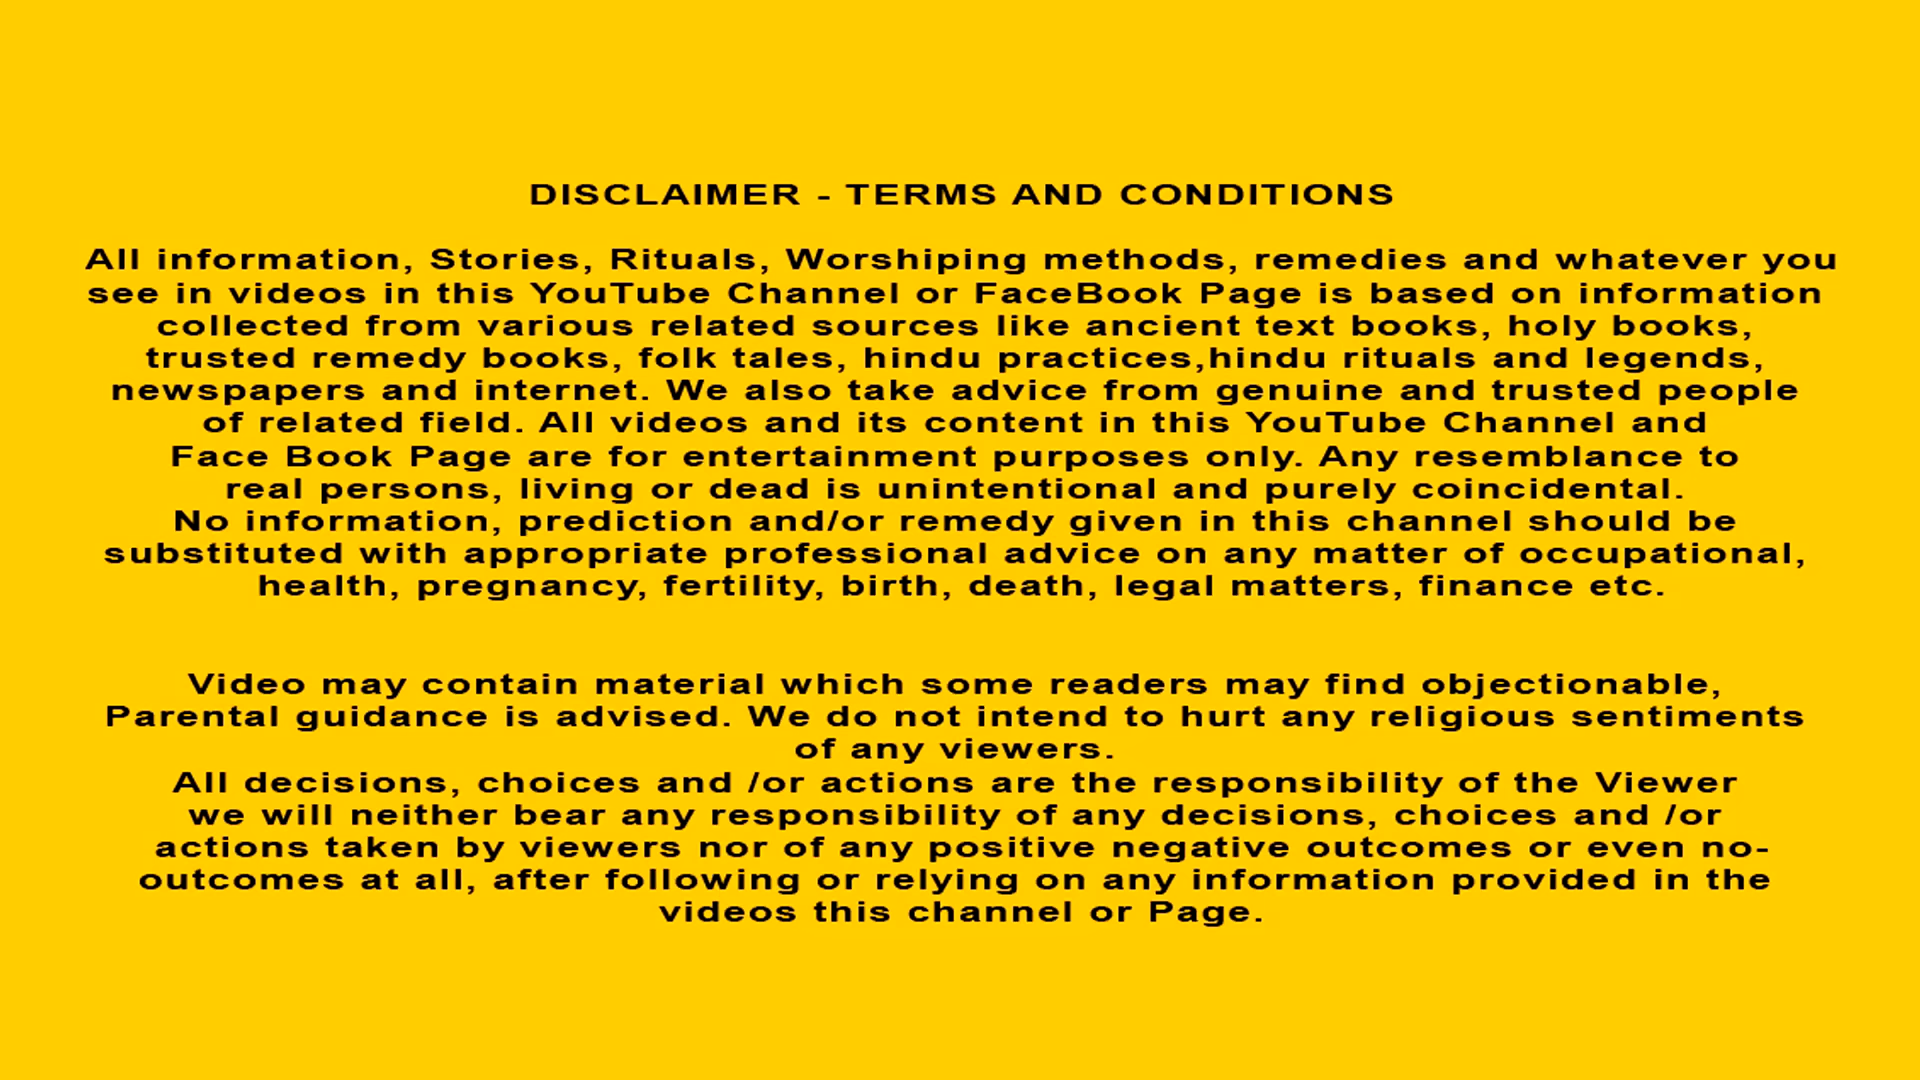 DISCLAIMER - TERMS AND CONDITIONS
All information, Stories, Rituals, Worshiping methods, remedies and whatever you
see in videos in this YouTube Channel or FaceBook Page is based on information
collected from various related sources like ancient text books, holy books,
trusted remedy books, folk tales, hindu practices,hindu rituals and legends,
newspapers and internet. We also take advice from genuine and trusted people
of related field. All videos and its content in this YouTube Channel and
Face Book Page are for entertainment purposes only. Any resemblance to
real persons, living or dead is unintentional and purely coincidental.
No information, prediction and/or remedy given in this channel should be
substituted with appropriate professional advice on any matter of occupational,
health, pregnancy, fertility, birth, death, legal matters, finance etc.
Video may contain material which some readers may find objectionable,
Parental guidance is advised. We do not intend to hurt any religious sentiments
of any viewers.
All decisions, choices and /or actions are the responsibility of the Viewer
we will neither bear any responsibility of any decisions, choices and /or
actions taken by viewers nor of any positive negative outcomes or even no-
outcomes at all, after following or relying on any information provided in the
videos this channel or Page.